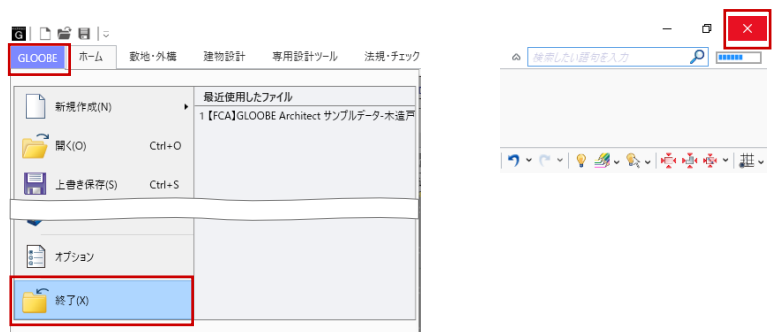 G
GLOOBE ホーム 敷地・外構 建物設計 専用設計ツール 法規・チェック
検索したい語句を入力
新規作成(N)
最近使用したファイル
1 【FCA】GLOOBE Architect サンプルデータ-木造戸
開く(O) Ctrl+O
上書き保存(S) Ctrl+S
オプション
終了(X)